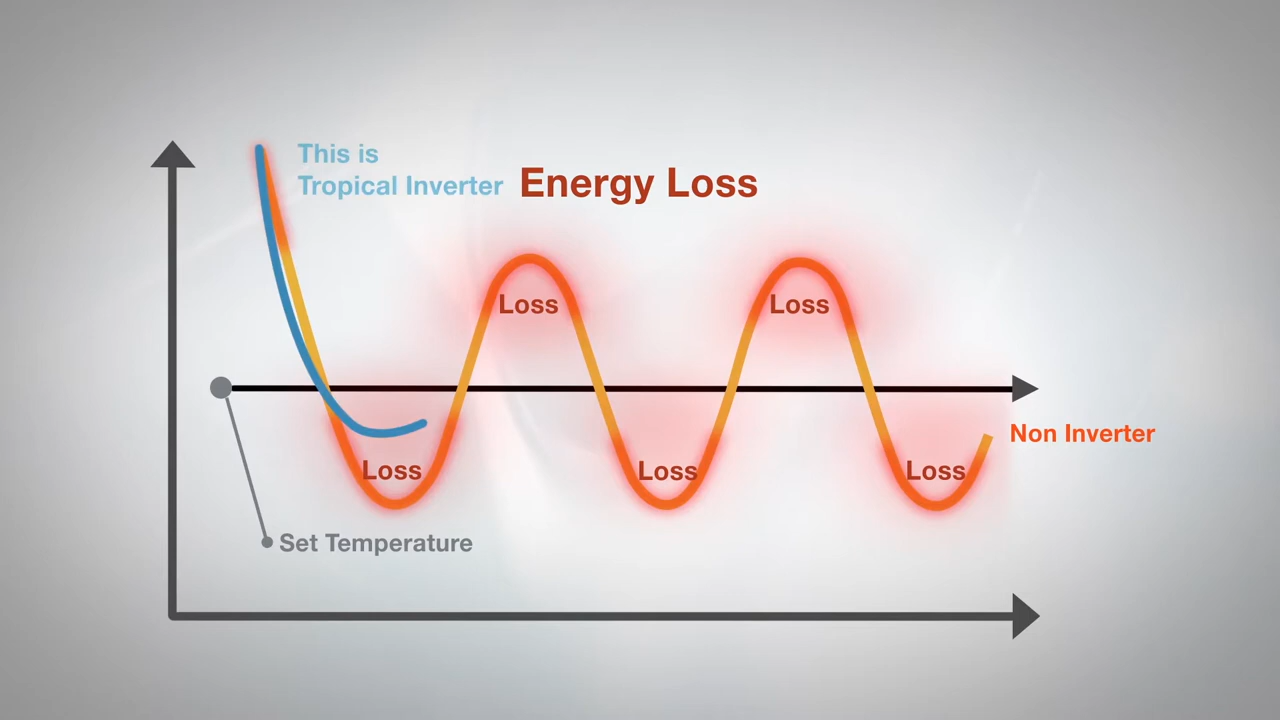 This is
Tropical Inverter
Energy Loss
Loss
Loss
Non Inverter
Loss
Loss
Loss
Set Temperature